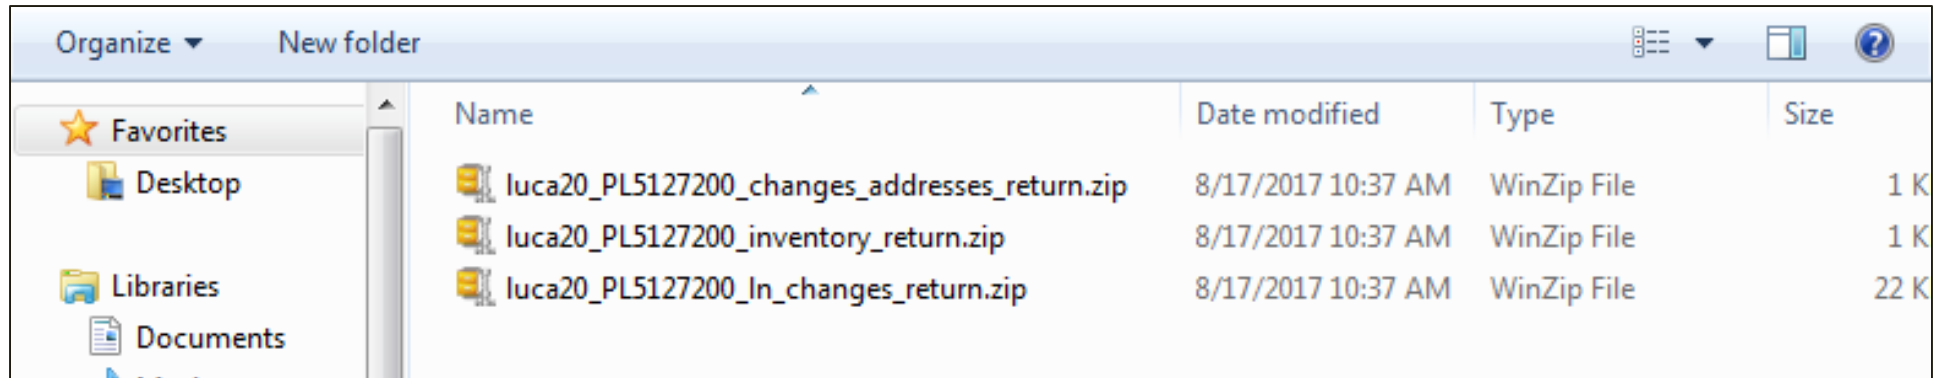 Organize New folder
Name Date modified Type Size
Favorites
Desktop
Libraries
Documents
luca20_PL5127200_changes_addresses_return.zip 8/17/2017 10:37 AM WinZip File 1 K
luca20_PL5127200_inventory_return.zip 8/17/2017 10:37 AM WinZip File 1 K
luca20_PL5127200_ln_changes_return.zip 8/17/2017 10:37 AM WinZip File 22 K